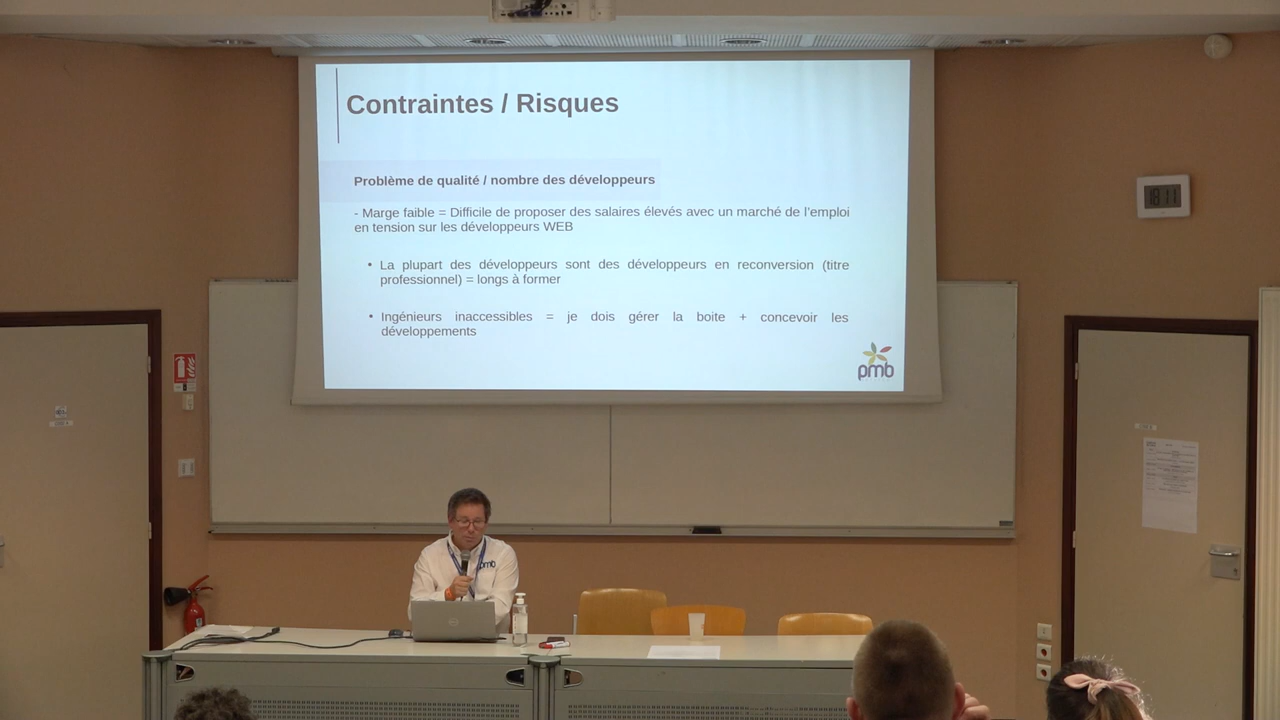 Contraintes / Risques
Problème de qualité / nombre des développeurs
- Marge faible = Difficile de proposer des salaires élevés avec un marché de l'emploi
en tension sur les développeurs WEB
• La plupart des développeurs sont des développeurs en reconversion (titre
professionnel) = longs à former
• Ingénieurs inaccessibles = je dois gérer la boite + concevoir les
développements
pmb
18 11
pmb
DELL